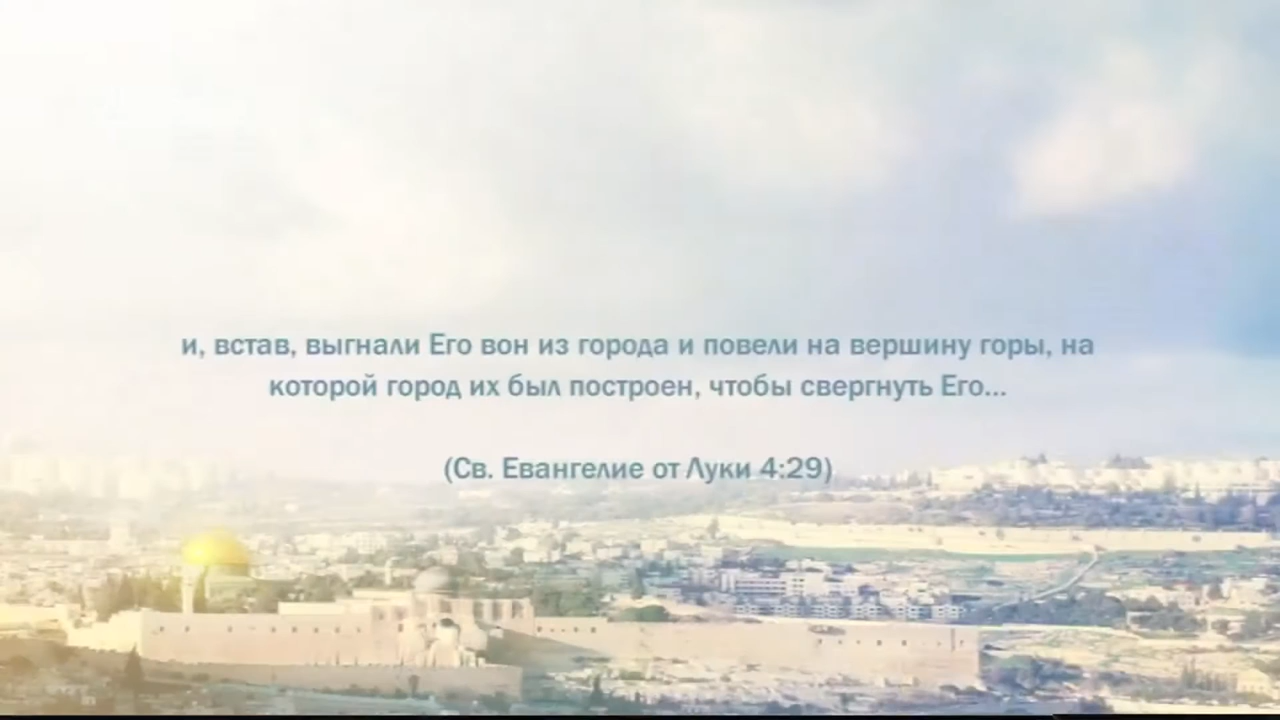 и, встав, выгнали Его вон из города и повели на вершину горы, на
которой город их был построен, чтобы свергнуть Его...
(Св. Евангелие от Луки 4:29)